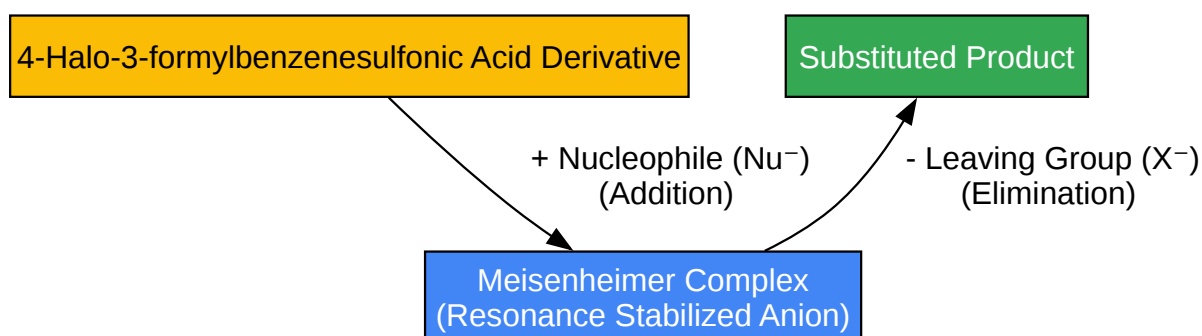 4-Halo-3-formylbenzenesulfonic Acid Derivative
Substituted Product
+ Nucleophile (Nu⁻)
(Addition)
- Leaving Group (X⁻)
(Elimination)
Meisenheimer Complex
(Resonance Stabilized Anion)